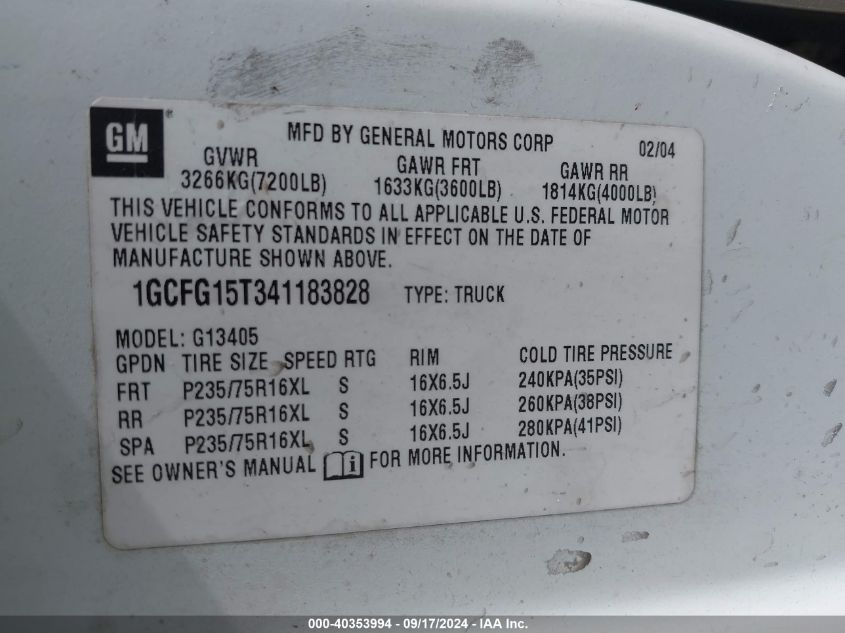 GM ®
MFD BY GENERAL MOTORS CORP 02/04
GVWR GAWR FRT GAWR RR
3266KG(7200LB) 1633KG(3600LB) 1814KG(4000LB)
THIS VEHICLE CONFORMS TO ALL APPLICABLE U.S. FEDERAL MOTOR
VEHICLE SAFETY STANDARDS IN EFFECT ON THE DATE OF
MANUFACTURE SHOWN ABOVE.
1GCFG15T341183828 TYPE: TRUCK
MODEL: G13405
GPDN TIRE SIZE SPEED RTG RIM COLD TIRE PRESSURE
FRT P235/75R16XL S 16X6.5J 240KPA(35PSI)
RR P235/75R16XL S 16X6.5J 260KPA(38PSI)
SPA P235/75R16XL S 16X6.5J 280KPA(41PSI)
SEE OWNER'S MANUAL i FOR MORE INFORMATION.
000-40353994 - 09/17/2024 - IAA Inc.